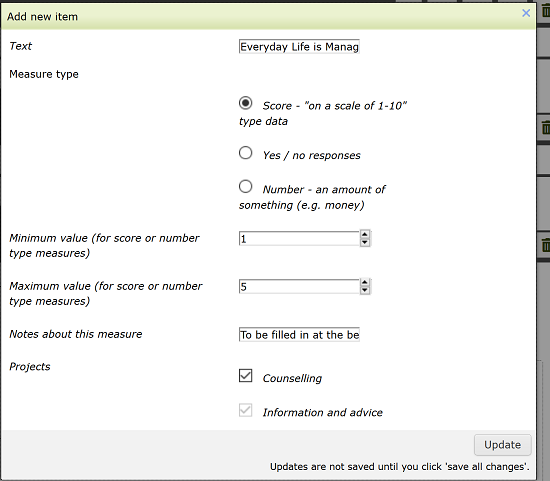 Add new item
Text
Everyday Life is Manag
Measure type
Score - "on a scale of 1-10"
type data
Yes / no responses
Number - an amount of
something (e.g. money)
Minimum value (for score or number
type measures)
1
Maximum value (for score or number
type measures)
5
Notes about this measure
To be filled in at the be
Projects
Counselling
Information and advice
Update
Updates are not saved until you click 'save all changes'.